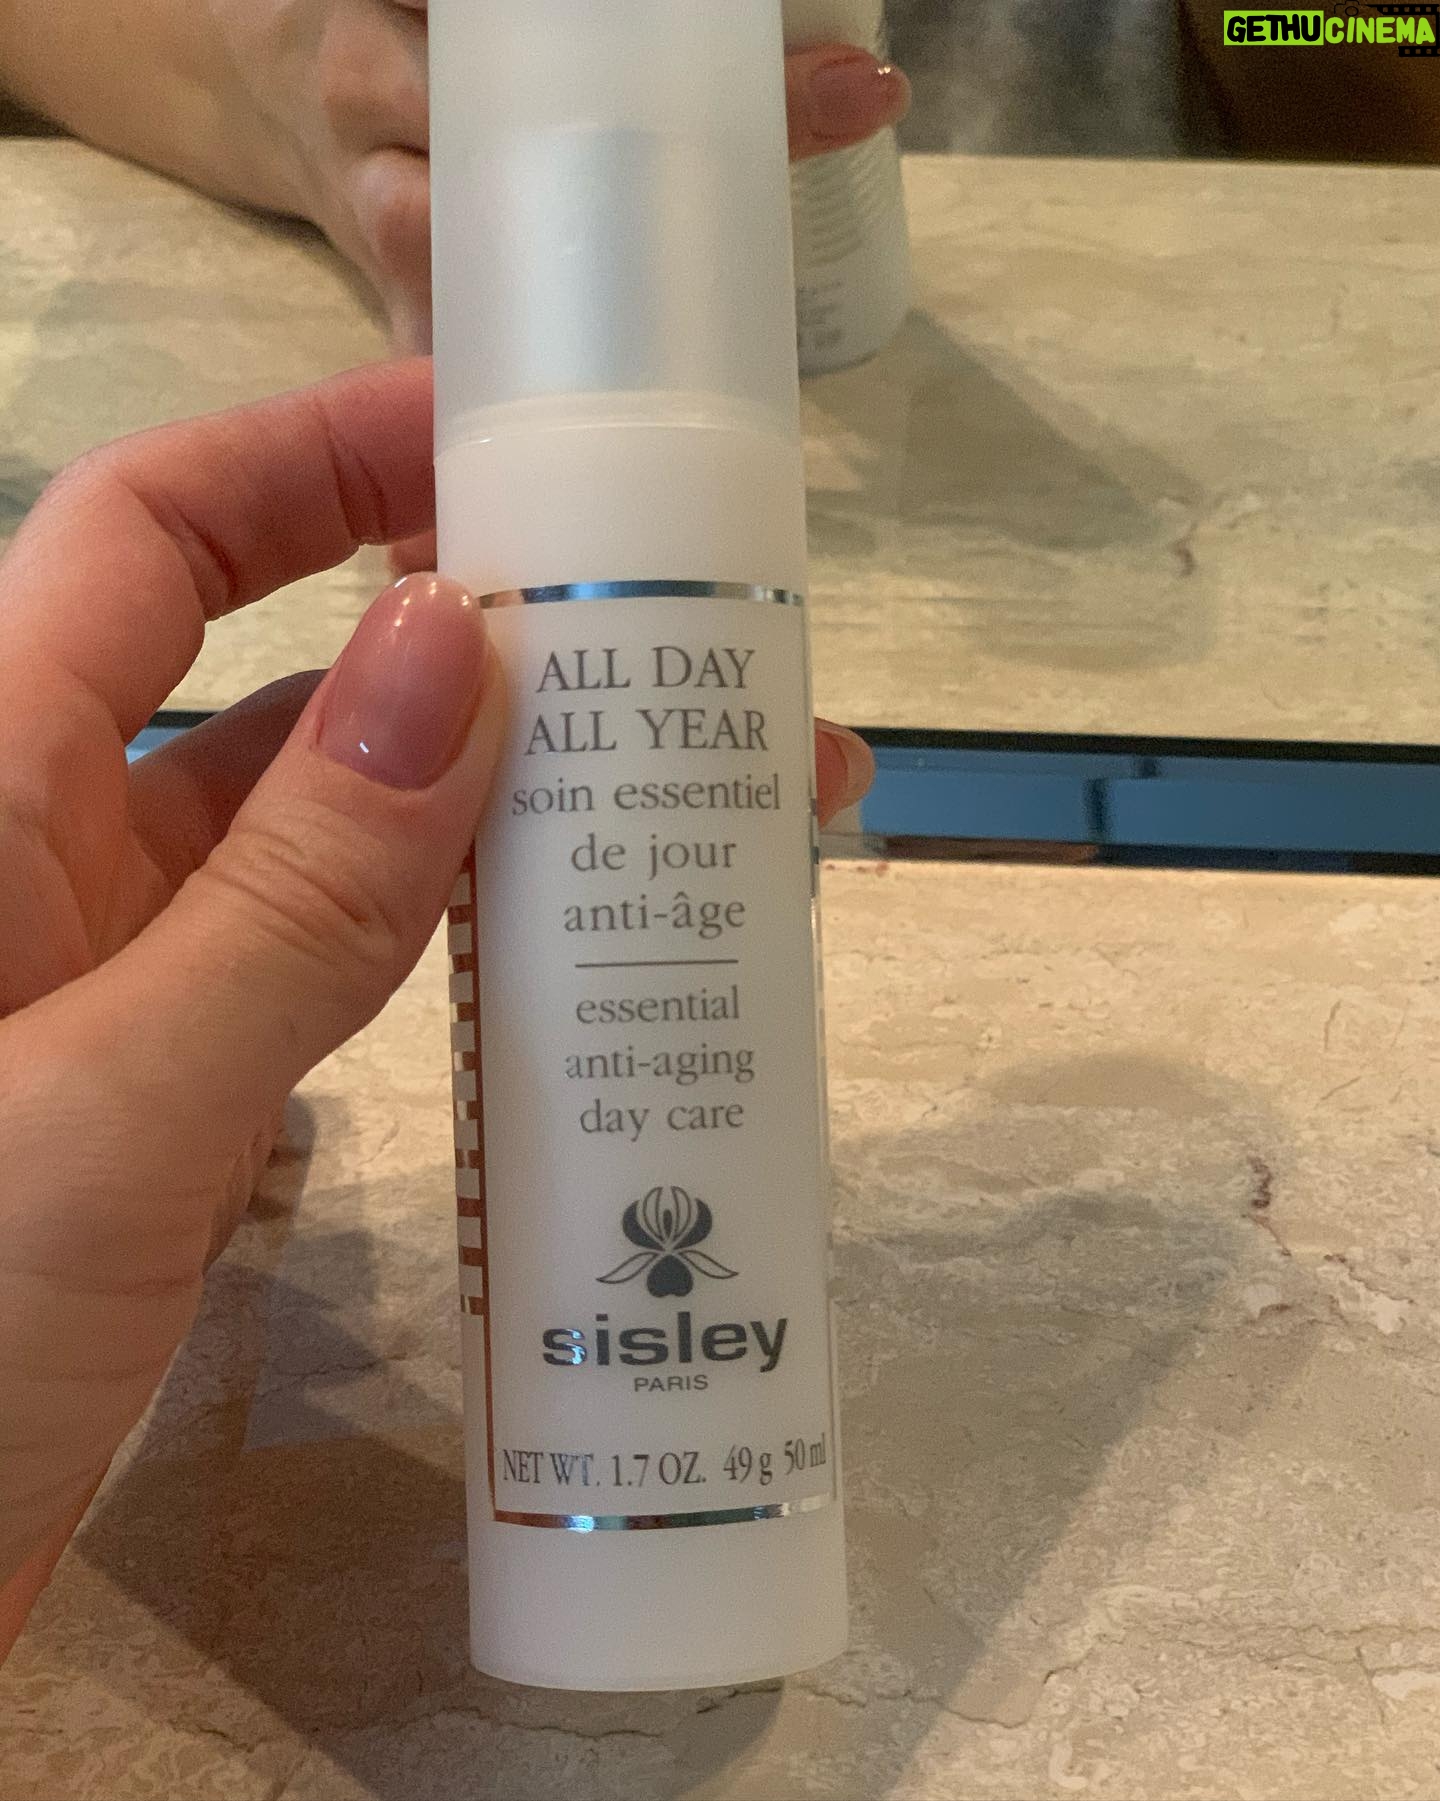 GETHUCINEMA
ALL DAY
ALL YEAR
soin essentiel
de jour
anti-âge
essential
anti-aging
day care
sisley
PARIS
NET WT. 1.7 OZ. 49 g 50 ml